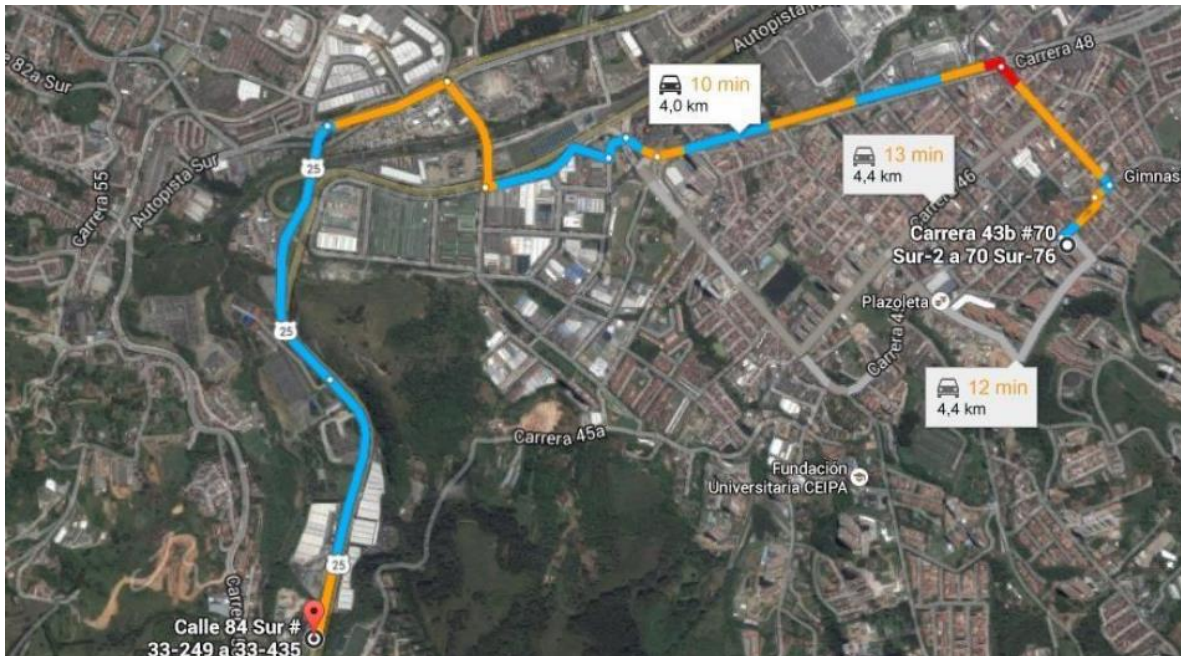 82a Sur
Autopista
Carrera 48
10 min
4,0 km
13 min
4,4 km
Carrera 46
Gimnas
Carrera 43b #70
Sur-2 a 70 Sur-76
Plazoleta
Carrera
12 min
4,4 km
25
Autopista Sur
Carrera 55
25
Carrera 45a
Fundación
Universitaria CEIPA
25
Calle 84 Sur #
33-249 a 33-435